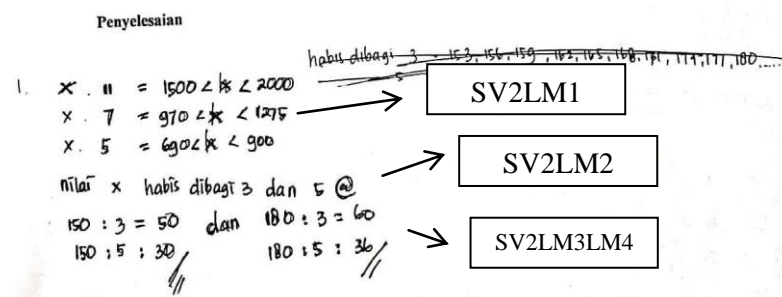 Penyelesaian
habis dibagi 3 - 153, 156, 159, 162, 165, 168, 171, 174, 177, 180.....
5
1. x . 11 = 1500 < x < 2000
x . 7 = 970 < x < 1275
SV2LM1
x . 5 = 690 < x < 900
SV2LM2
nilai x habis dibagi 3 dan 5 @
150 : 3 = 50 dan 180 : 3 = 60
150 : 5 : 30 180 : 5 : 36
SV2LM3LM4